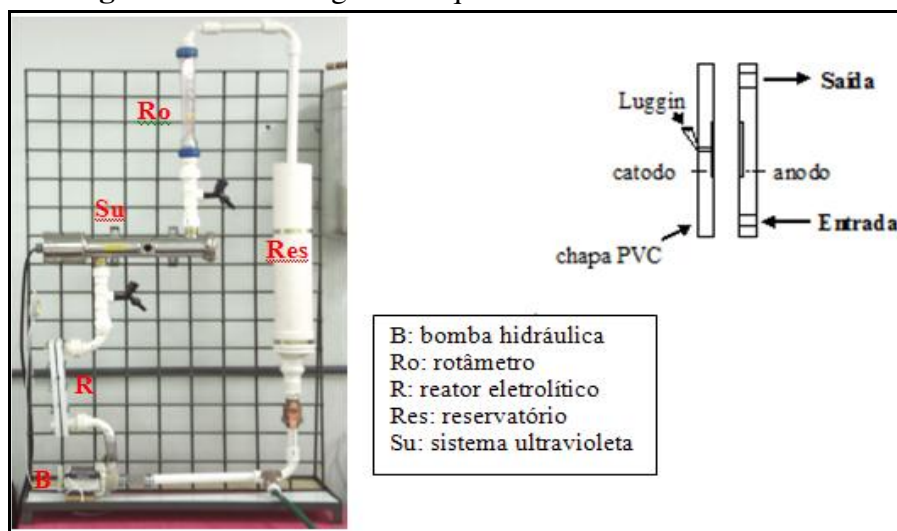 Ro
Su
Res
R
B
Luggin
Saída
catodo
anodo
Entrada
chapa PVC
B: bomba hidráulica
Ro: rotâmetro
R: reator eletrolítico
Res: reservatório
Su: sistema ultravioleta